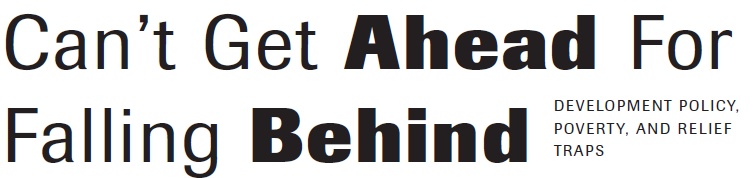 Can’t Get Ahead For
Falling Behind
DEVELOPMENT POLICY,
POVERTY, AND RELIEF
TRAPS